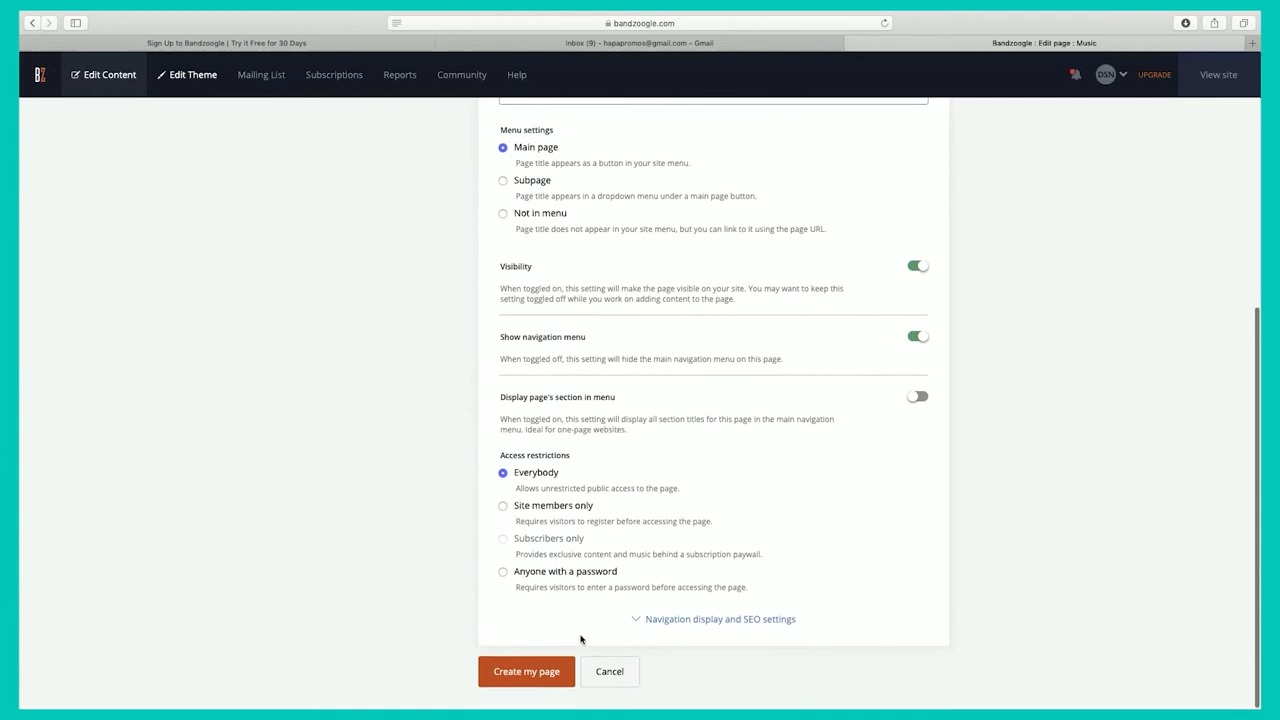 bandzoogle.com
Sign Up to Bandzoogle | Try it Free for 30 Days
Inbox (9) - hapapromos@gmail.com - Gmail
Bandzoogle : Edit page : Music
BZ
Edit Content
Edit Theme
Mailing List
Subscriptions
Reports
Community
Help
DSN
UPGRADE
View site
Menu settings
Main page
Page title appears as a button in your site menu.
Subpage
Page title appears in a dropdown menu under a main page button.
Not in menu
Page title does not appear in your site menu, but you can link to it using the page URL.
Visibility
When toggled on, this setting will make the page visible on your site. You may want to keep this
setting toggled off while you work on adding content to the page.
Show navigation menu
When toggled off, this setting will hide the main navigation menu on this page.
Display page's section in menu
When toggled on, this setting will display all section titles for this page in the main navigation
menu. Ideal for one-page websites.
Access restrictions
Everybody
Allows unrestricted public access to the page.
Site members only
Requires visitors to register before accessing the page.
Subscribers only
Provides exclusive content and music behind a subscription paywall.
Anyone with a password
Requires visitors to enter a password before accessing the page.
Navigation display and SEO settings
Create my page
Cancel